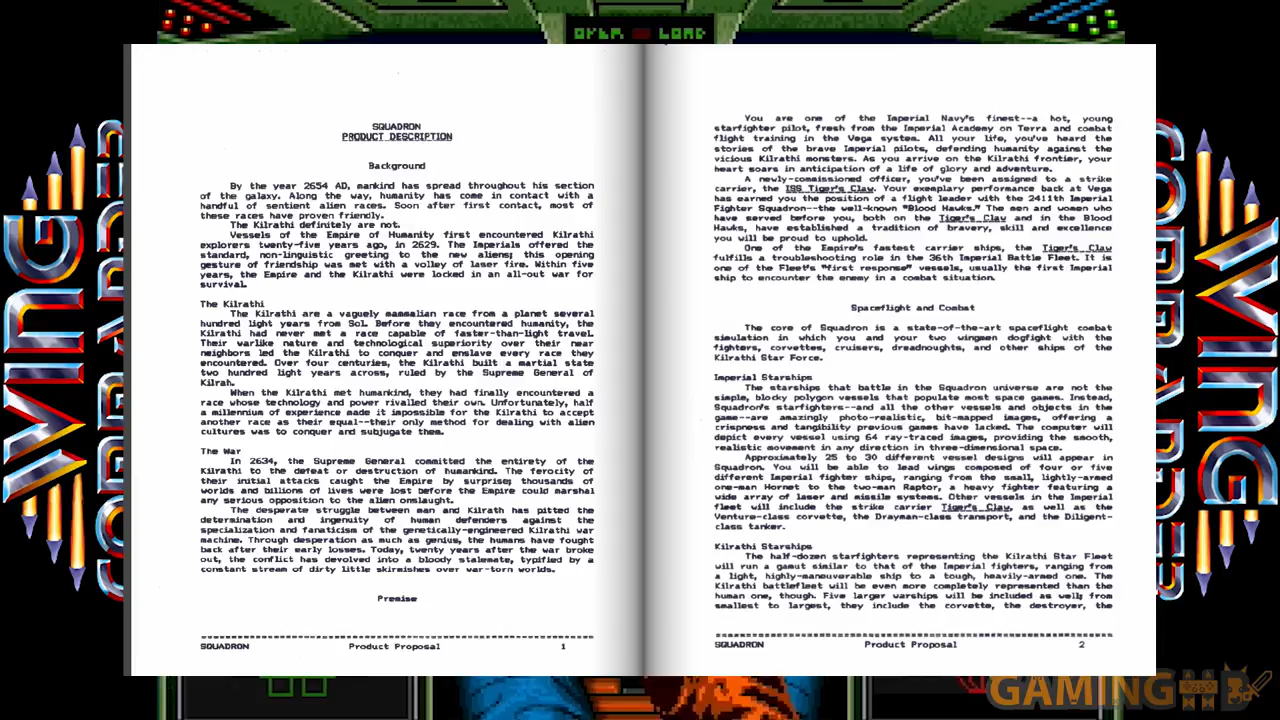 OVER LOAD
WING COMMANDER
SQUADRON
PRODUCT DESCRIPTION
Background
By the year 2654 AD, mankind has spread throughout his section
of the galaxy. Along the way, humanity has come in contact with a
handful of sentient alien races. Soon after first contact, most of
these races have proven friendly.
The Kilrathi definitely are not.
Vessels of the Empire of Humanity first encountered Kilrathi
explorers twenty-five years ago, in 2629. The Imperials offered the
standard, non-linguistic greeting to the new aliens; this opening
gesture of friendship was met with a volley of laser fire. Within five
years, the Empire and the Kilrathi were locked in an all-out war for
survival.
The Kilrathi
The Kilrathi are a vaguely mammalian race from a planet several
hundred light years from Sol. Before they encountered humanity, the
Kilrathi had never met a race capable of faster-than-light travel.
Their warlike nature and technological superiority over their near
neighbors led the Kilrathi to conquer and enslave every race they
encountered. Over four centuries, the Kilrathi built a martial state
two hundred light years across, ruled by the Supreme General of
Kilrah.
When the Kilrathi met humankind, they had finally encountered a
race whose technology and power rivalled their own. Unfortunately, half
a millennium of experience made it impossible for the Kilrathi to accept
another race as their equal--their only method for dealing with alien
cultures was to conquer and subjugate them.
The War
In 2634, the Supreme General committed the entirety of the
Kilrathi to the defeat or destruction of humankind. The ferocity of
their initial attacks caught the Empire by surprise; thousands of
worlds and billions of lives were lost before the Empire could marshal
any serious opposition to the alien onslaught.
The desperate struggle between man and Kilrath has pitted the
determination and ingenuity of human defenders against the
specialization and fanaticism of the genetically-engineered Kilrathi war
machine. Through desperation as much as genius, the humans have fought
back after their early losses. Today, twenty years after the war broke
out, the conflict has devolved into a bloody stalemate, typified by a
constant stream of dirty little skirmishes over war-torn worlds.
Premise
SQUADRON Product Proposal 1
You are one of the Imperial Navy's finest--a hot, young
starfighter pilot, fresh from the Imperial Academy on Terra and combat
flight training in the Vega system. All your life, you've heard the
stories of the brave Imperial pilots, defending humanity against the
vicious Kilrathi monsters. As you arrive on the Kilrathi frontier, your
heart soars in anticipation of a life of glory and adventure.
A newly-commissioned officer, you've been assigned to a strike
carrier, the ISS Tiger's Claw. Your exemplary performance back at Vega
has earned you the position of a flight leader with the 2411th Imperial
Fighter Squadron--the well-known "Blood Hawks." The men and women who
have served before you, both on the Tiger's Claw and in the Blood
Hawks, have established a tradition of bravery, skill and excellence
you will be proud to uphold.
One of the Empire's fastest carrier ships, the Tiger's Claw
fulfills a troubleshooting role in the 36th Imperial Battle Fleet. It is
one of the Fleet's "first response" vessels, usually the first Imperial
ship to encounter the enemy in a combat situation.
Spaceflight and Combat
The core of Squadron is a state-of-the-art spaceflight combat
simulation in which you and your two wingmen dogfight with the
fighters, corvettes, cruisers, dreadnoughts, and other ships of the
Kilrathi Star Force.
Imperial Starships
The starships that battle in the Squadron universe are not the
simple, blocky polygon vessels that populate most space games. Instead,
Squadron's starfighters--and all the other vessels and objects in the
game--are amazingly photo-realistic, bit-mapped images, offering a
crispness and tangibility previous games have lacked. The computer will
depict every vessel using 64 ray-traced images, providing the smooth,
realistic movement in any direction in three-dimensional space.
Approximately 25 to 30 different vessel designs will appear in
Squadron. You will be able to lead wings composed of four or five
different Imperial fighter ships, ranging from the small, lightly-armed
one-man Hornet to the two-man Raptor, a heavy fighter featuring a
wide array of laser and missile systems. Other vessels in the Imperial
fleet will include the strike carrier Tiger's Claw, as well as the
Venture-class corvette, the Drayman-class transport, and the Diligent-
class tanker.
Kilrathi Starships
The half-dozen starfighters representing the Kilrathi Star Fleet
will run a gamut similar to that of the Imperial fighters, ranging from
a light, highly-maneuverable ship to a tough, heavily-armed one. The
Kilrathi battlefleet will be even more completely represented than the
human one, though. Five larger warships will be included as well; from
smallest to largest, they include the corvette, the destroyer, the
SQUADRON Product Proposal 2
WING COMMANDER
GAMING HD